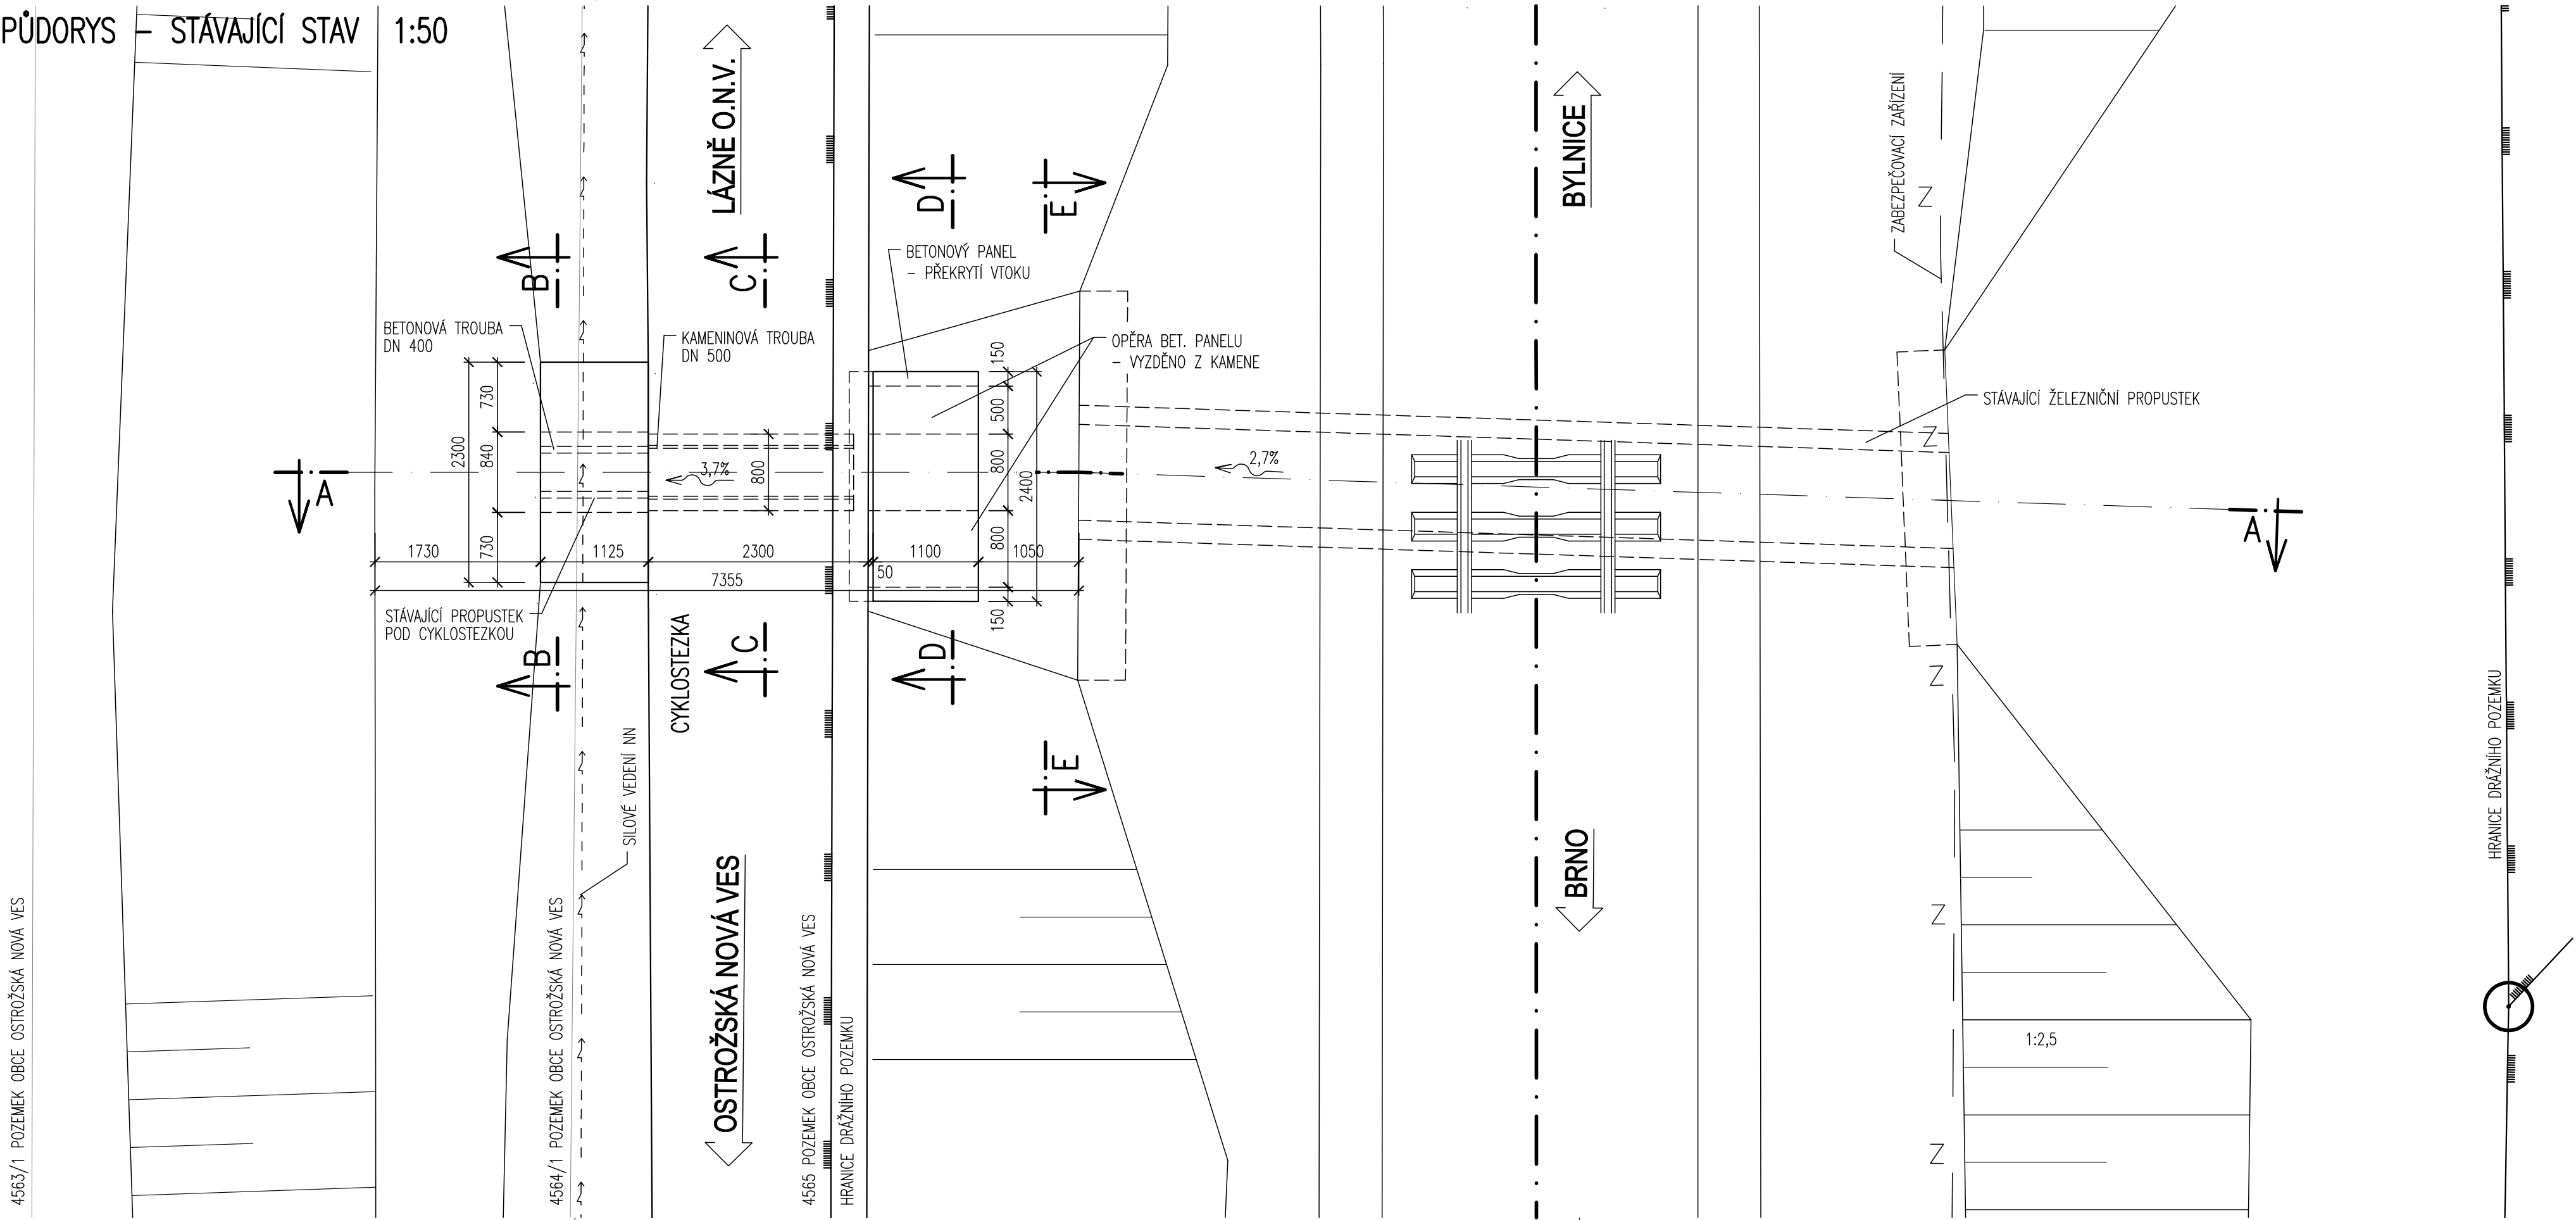 PŮDORYS – STÁVAJÍCÍ STAV 1:50
LÁZNĚ O.N.V.
BYLNICE
ZABEZPEČOVACÍ ZAŘÍZENÍ
Z
D
E
B
C
BETONOVÝ PANEL
– PŘEKRYTÍ VTOKU
BETONOVÁ TROUBA
DN 400
KAMENINOVÁ TROUBA
DN 500
OPĚRA BET. PANELU
– VYZDĚNO Z KAMENE
STÁVAJÍCÍ ŽELEZNIČNÍ PROPUSTEK
Z
150
500
800
2400
800
150
730
840
730
2300
800
3,7%
2,7%
A
A
1730
1125
2300
50
1100
1050
7355
STÁVAJÍCÍ PROPUSTEK
POD CYKLOSTEZKOU
CYKLOSTEZKA
B
C
D
E
Z
SILOVÉ VEDENÍ NN
HRANICE DRÁŽNÍHO POZEMKU
OSTROŽSKÁ NOVÁ VES
BRNO
Z
4563/1 POZEMEK OBCE OSTROŽSKÁ NOVÁ VES
4564/1 POZEMEK OBCE OSTROŽSKÁ NOVÁ VES
4565 POZEMEK OBCE OSTROŽSKÁ NOVÁ VES
HRANICE DRÁŽNÍHO POZEMKU
1:2,5
Z